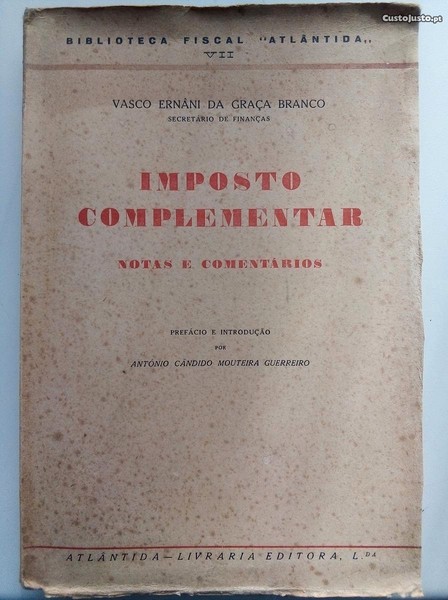 CustoJusto.pt
BIBLIOTECA FISCAL "ATLÂNTIDA,,
VII
VASCO ERNÂNI DA GRAÇA BRANCO
SECRETÁRIO DE FINANÇAS
IMPOSTO
COMPLEMENTAR
NOTAS E COMENTÁRIOS
PREFÁCIO E INTRODUÇÃO
POR
ANTÓNIO CÂNDIDO MOUTEIRA GUERREIRO
ATLÂNTIDA—LIVRARIA EDITORA, L.DA